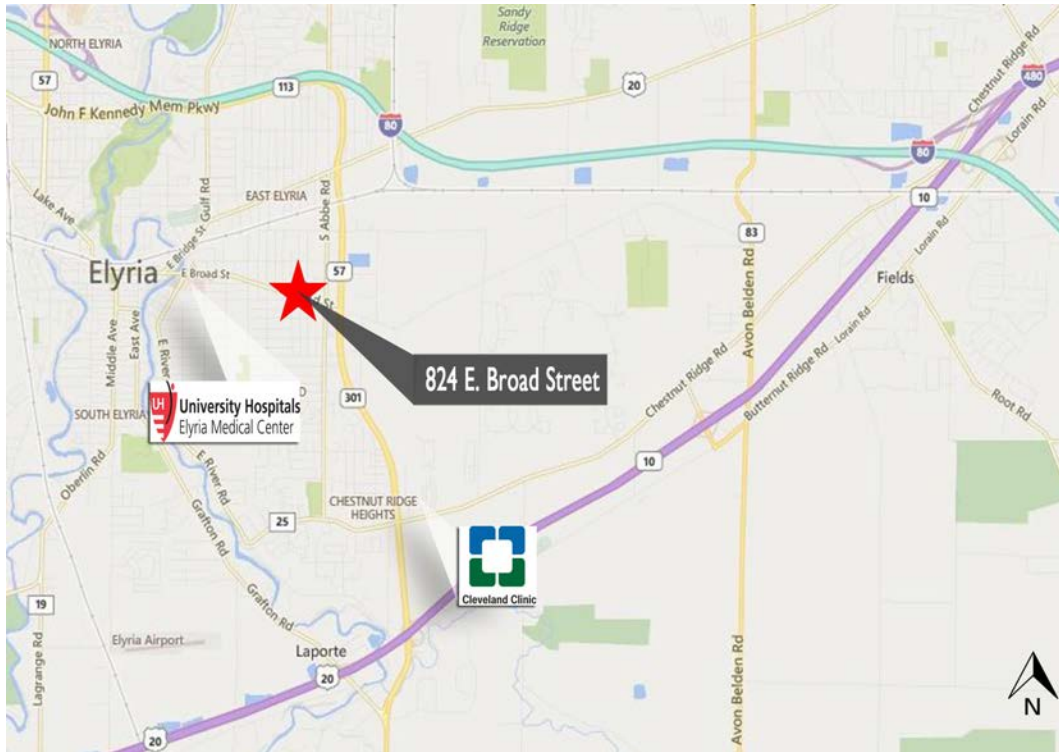 Sandy
Ridge
Reservation
NORTH ELYRIA
57
113
20
80
480
Chestnut Ridge Rd
Lorain Rd
John F Kennedy Mem Pkwy
80
10
Lake Ave
Gulf Rd
E Bridge St
EAST ELYRIA
S Abbe Rd
83
Lorain Rd
Elyria
E Broad St
57
Fields
Avon Belden Rd
824 E. Broad Street
Middle Ave
East Ave
E River
UH
University Hospitals
Elyria Medical Center
SOUTH ELYRIA
301
Chestnut Ridge Rd
Butternut Ridge Rd
Lorain Rd
Root Rd
Oberlin Rd
E River Rd
10
CHESTNUT RIDGE
HEIGHTS
25
Grafton Rd
Cleveland Clinic
19
Lagrange Rd
Elyria Airport
Grafton Rd
Laporte
20
Avon Belden Rd
20
N